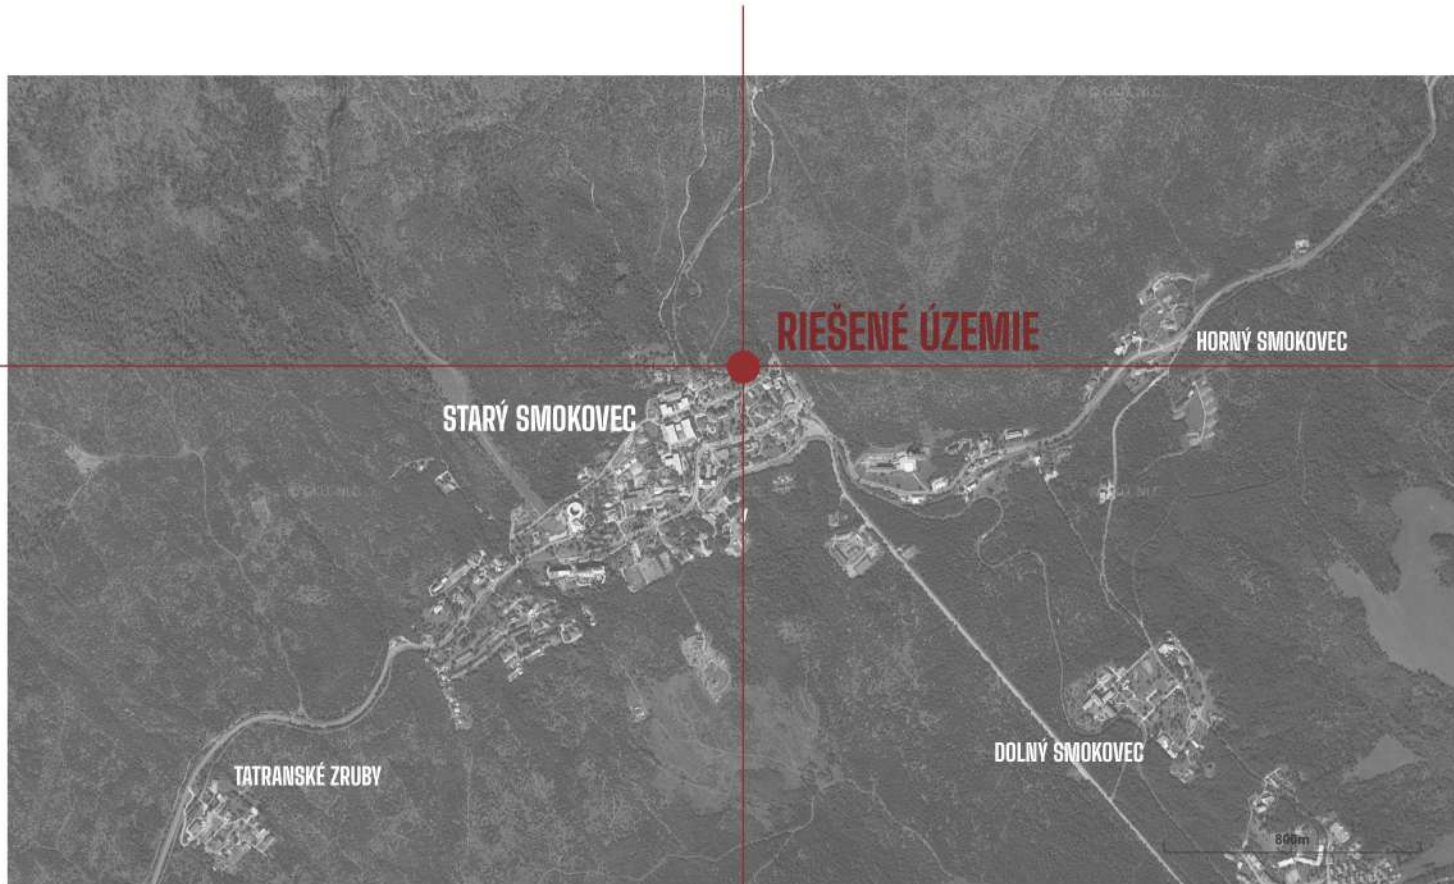 RIEŠENÉ ÚZEMIE
HORNÝ SMOKOVEC
STARÝ SMOKOVEC
DOLNÝ SMOKOVEC
TATRANSKÉ ZRUBY
800m